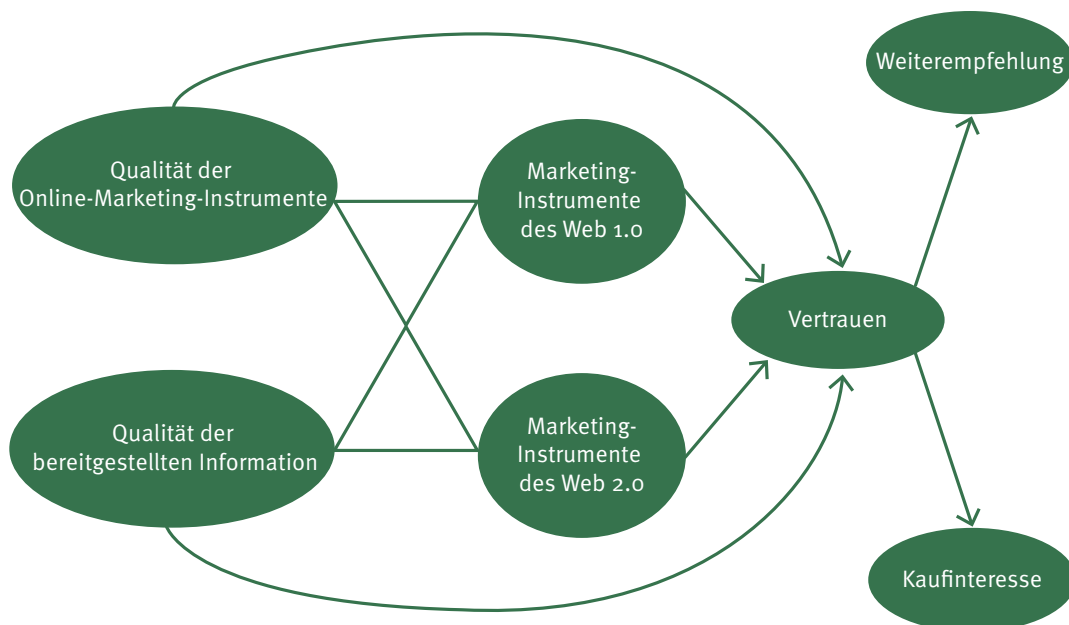 Weiterempfehlung
Qualität der
Online-Marketing-Instrumente
Marketing-
Instrumente
des Web 1.0
Vertrauen
Qualität der
bereitgestellten Information
Marketing-
Instrumente
des Web 2.0
Kaufinteresse